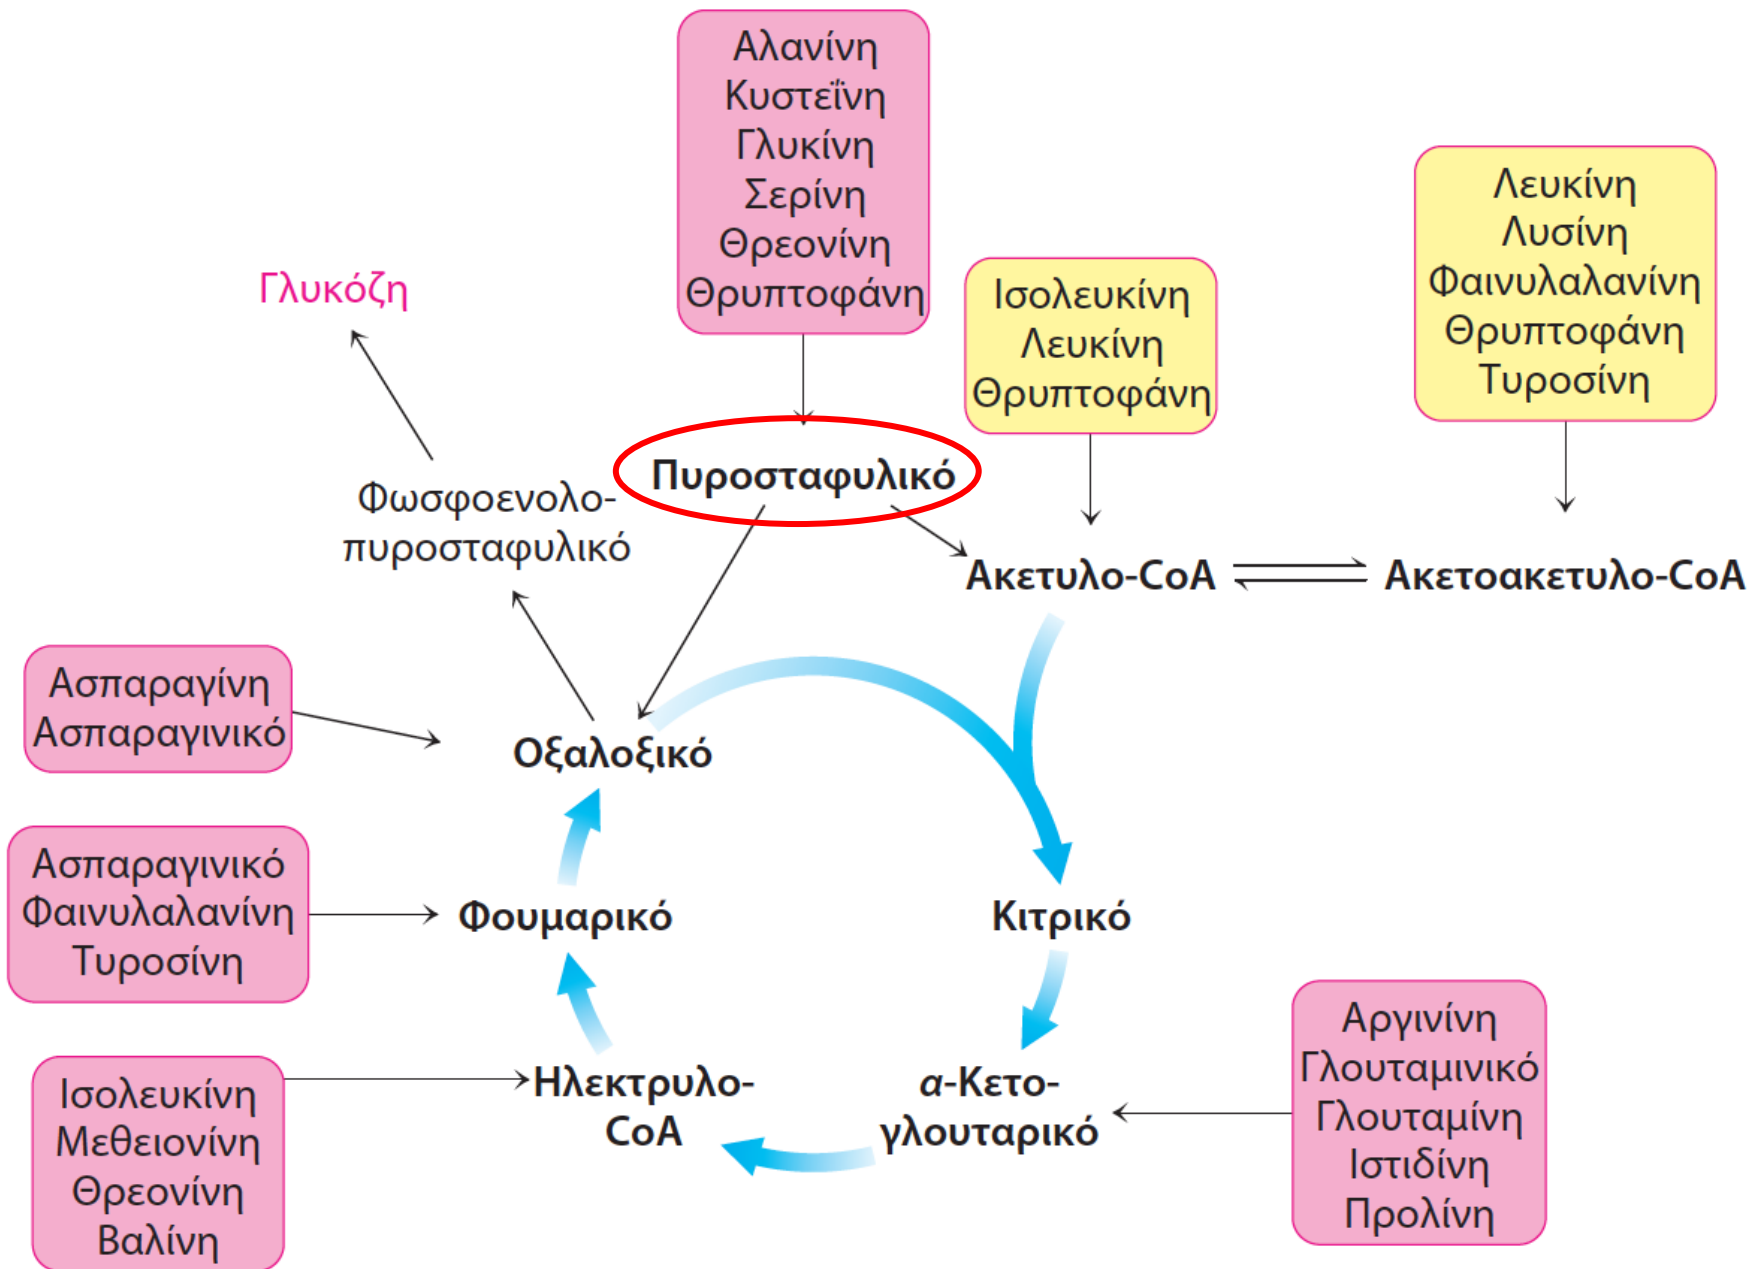 Αλανίνη
Κυστεΐνη
Γλυκίνη
Σερίνη
Θρεονίνη
Θρυπτοφάνη
Λευκίνη
Λυσίνη
Φαινυλαλανίνη
Θρυπτοφάνη
Τυροσίνη
Ισολευκίνη
Λευκίνη
Θρυπτοφάνη
Γλυκόζη
Πυροσταφυλικό
Φωσφοενολο-
πυροσταφυλικό
Ακετυλο-CoA
Ακετοακετυλο-CoA
Ασπαραγίνη
Ασπαραγινικό
Οξαλοξικό
Ασπαραγινικό
Φαινυλαλανίνη
Τυροσίνη
Φουμαρικό
Κιτρικό
Ισολευκίνη
Μεθειονίνη
Θρεονίνη
Βαλίνη
Ηλεκτρυλο-
CoA
α-Κετο-
γλουταρικό
Αργινίνη
Γλουταμινικό
Γλουταμίνη
Ιστιδίνη
Προλίνη